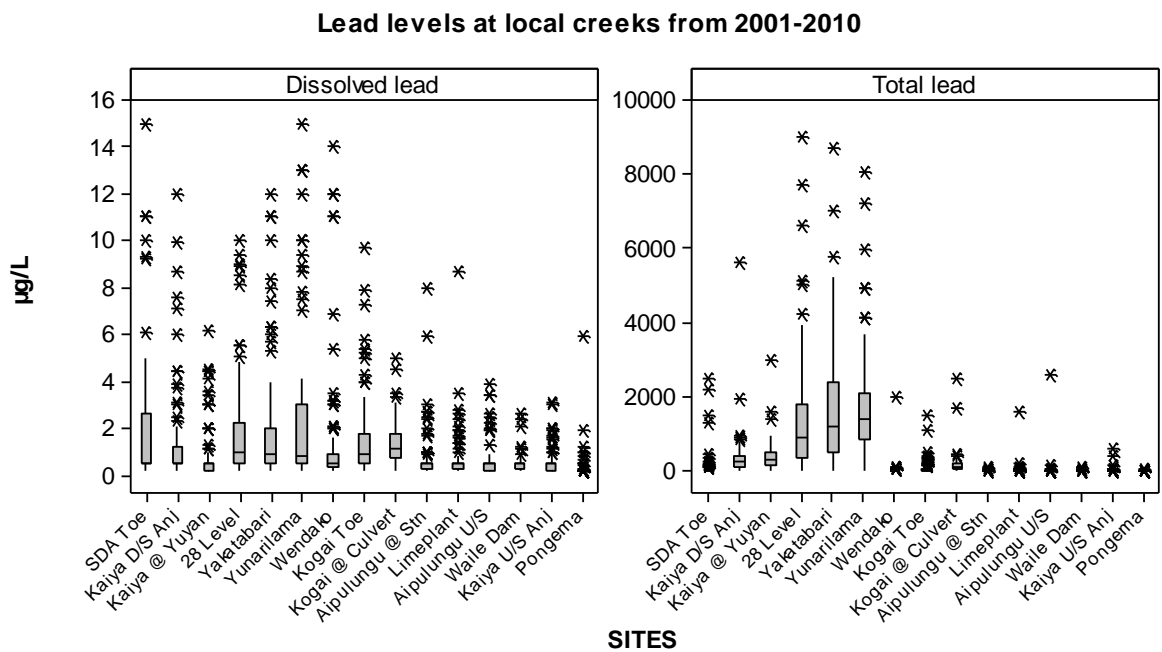 Lead levels at local creeks from 2001-2010
Dissolved lead
Total lead
µg/L
16
14
12
10
8
6
4
2
0
10000
8000
6000
4000
2000
0
SDA Toe
Kaiya D/S Anj
Kaiya @ Yuyan
28 Level
Yakatabari
Yunarilama
Wendako
Kogai Toe
Kogai @ Culvert
Aipulungu @ Stn
Limeplant
Aipulungu U/S
Waile Dam
Kaiya U/S Anj
Pongema
SDA Toe
Kaiya D/S Anj
Kaiya @ Yuyan
28 Level
Yakatabari
Yunarilama
Wendako
Kogai Toe
Kogai @ Culvert
Aipulungu @ Stn
Limeplant
Aipulungu U/S
Waile Dam
Kaiya U/S Anj
Pongema
SITES